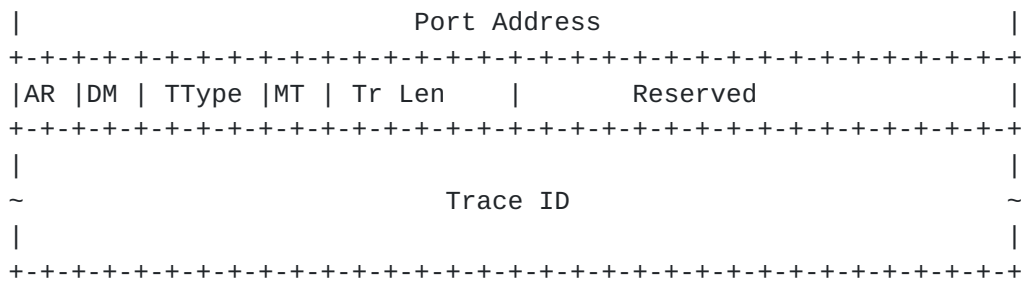 |                         Port Address                          |
+-+-+-+-+-+-+-+-+-+-+-+-+-+-+-+-+-+-+-+-+-+-+-+-+-+-+-+-+-+-+-+-+
|AR |DM | TType |MT | Tr Len    |       Reserved                |
+-+-+-+-+-+-+-+-+-+-+-+-+-+-+-+-+-+-+-+-+-+-+-+-+-+-+-+-+-+-+-+-+
|                                                               |
~                           Trace ID                            ~
|                                                               |
+-+-+-+-+-+-+-+-+-+-+-+-+-+-+-+-+-+-+-+-+-+-+-+-+-+-+-+-+-+-+-+-+